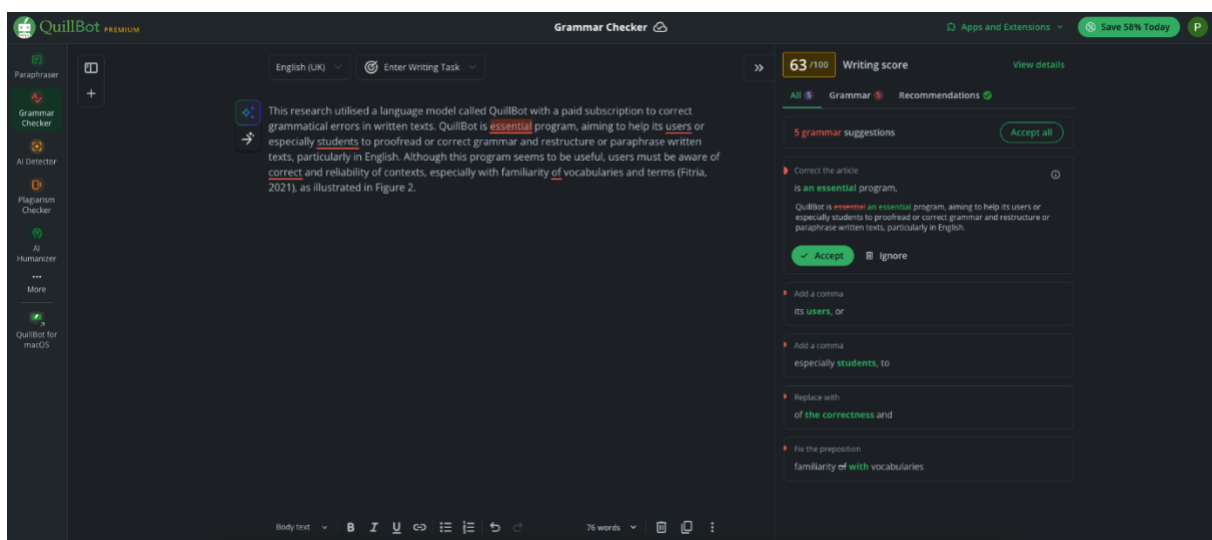 QuillBot PREMIUM
Grammar Checker
Apps and Extensions
Save 58% Today
P
Paraphraser
Grammar
Checker
AI Detector
Plagiarism
Checker
AI
Humanizer
More
QuillBot for
macOS
English (UK)
Enter Writing Task
This research utilised a language model called QuillBot with a paid subscription to correct
grammatical errors in written texts. QuillBot is essential program, aiming to help its users or
especially students to proofread or correct grammar and restructure or paraphrase written
texts, particularly in English. Although this program seems to be useful, users must be aware of
correct and reliability of contexts, especially with familiarity of vocabularies and terms (Fitria,
2021), as illustrated in Figure 2.
Body text
B I U
76 words
63 /100 Writing score
View details
All 5 Grammar 5 Recommendations
5 grammar suggestions
Accept all
Correct the article
is an essential program,
QuillBot is essential an essential program, aiming to help its users or
especially students to proofread or correct grammar and restructure or
paraphrase written texts, particularly in English.
Accept Ignore
Add a comma
its users, or
Add a comma
especially students, to
Replace with
of the correctness and
Fix the preposition
familiarity of with vocabularies